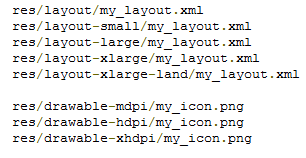 res/layout/my_layout.xml
res/layout-small/my_layout.xml
res/layout-large/my_layout.xml
res/layout-xlarge/my_layout.xml
res/layout-xlarge-land/my_layout.xml

res/drawable-mdpi/my_icon.png
res/drawable-hdpi/my_icon.png
res/drawable-xhdpi/my_icon.png